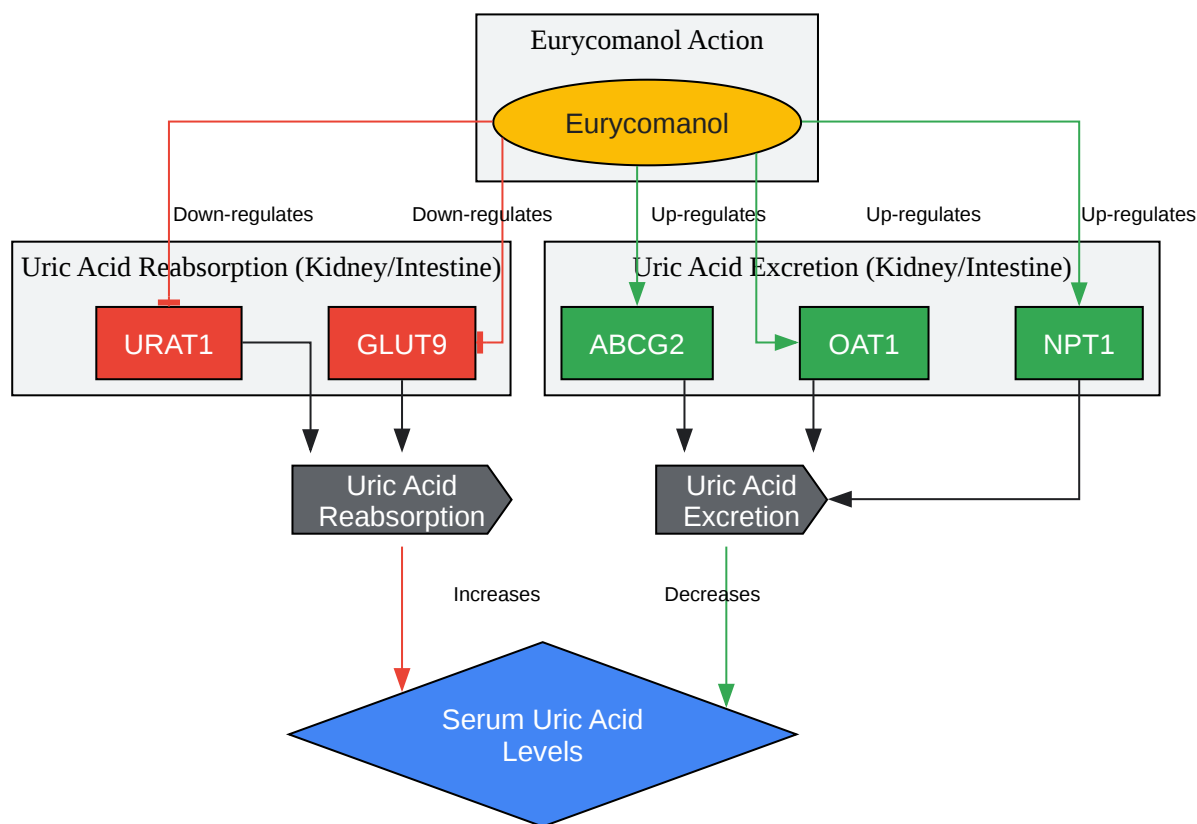 Eurycomanol Action
Eurycomanol
Down-regulates
Down-regulates
Up-regulates
Up-regulates
Up-regulates
Uric Acid Reabsorption (Kidney/Intestine)
Uric Acid Excretion (Kidney/Intestine)
URAT1
GLUT9
ABCG2
OAT1
NPT1
Uric Acid
Reabsorption
Uric Acid
Excretion
Increases
Decreases
Serum Uric Acid
Levels